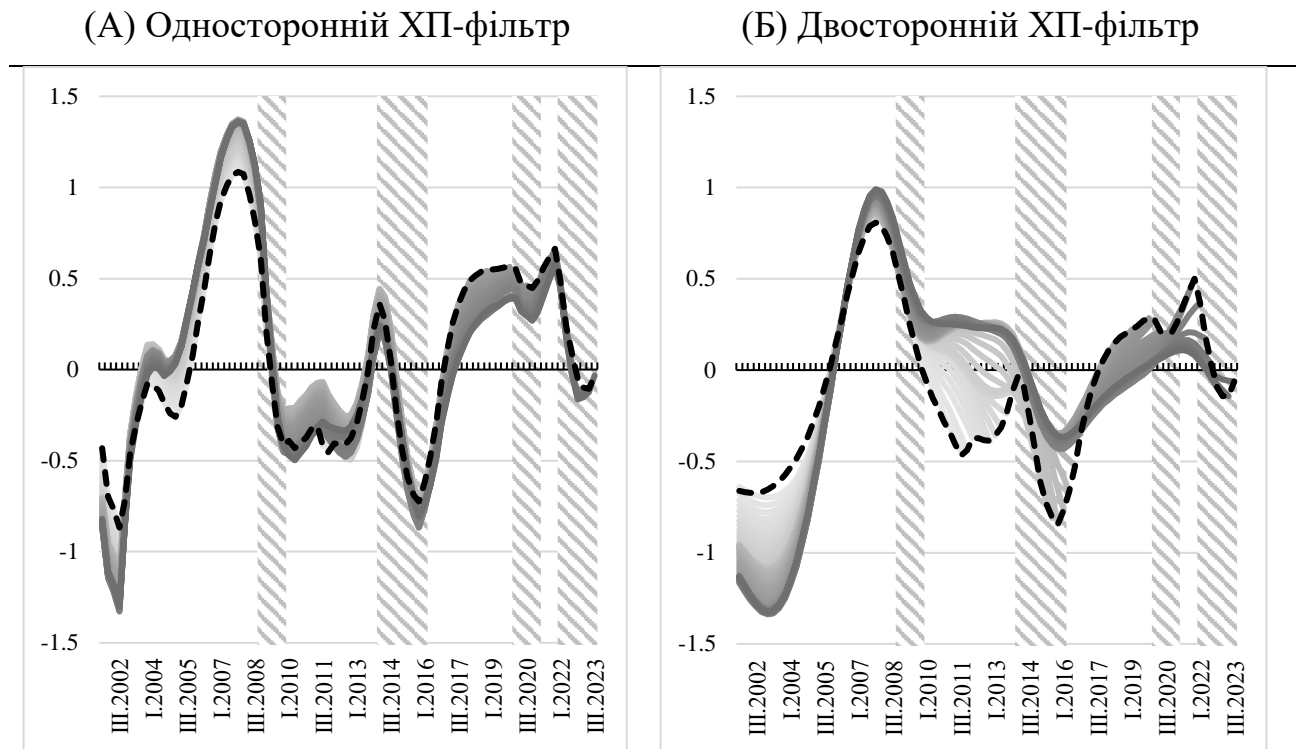 (А) Односторонній ХП-фільтр
(Б) Двосторонній ХП-фільтр
1.5
1
0.5
0
-0.5
-1
-1.5
III.2002
I.2004
III.2005
I.2007
III.2008
I.2010
III.2011
I.2013
III.2014
I.2016
III.2017
I.2019
III.2020
I.2022
III.2023
1.5
1
0.5
0
-0.5
-1
-1.5
III.2002
I.2004
III.2005
I.2007
III.2008
I.2010
III.2011
I.2013
III.2014
I.2016
III.2017
I.2019
III.2020
I.2022
III.2023